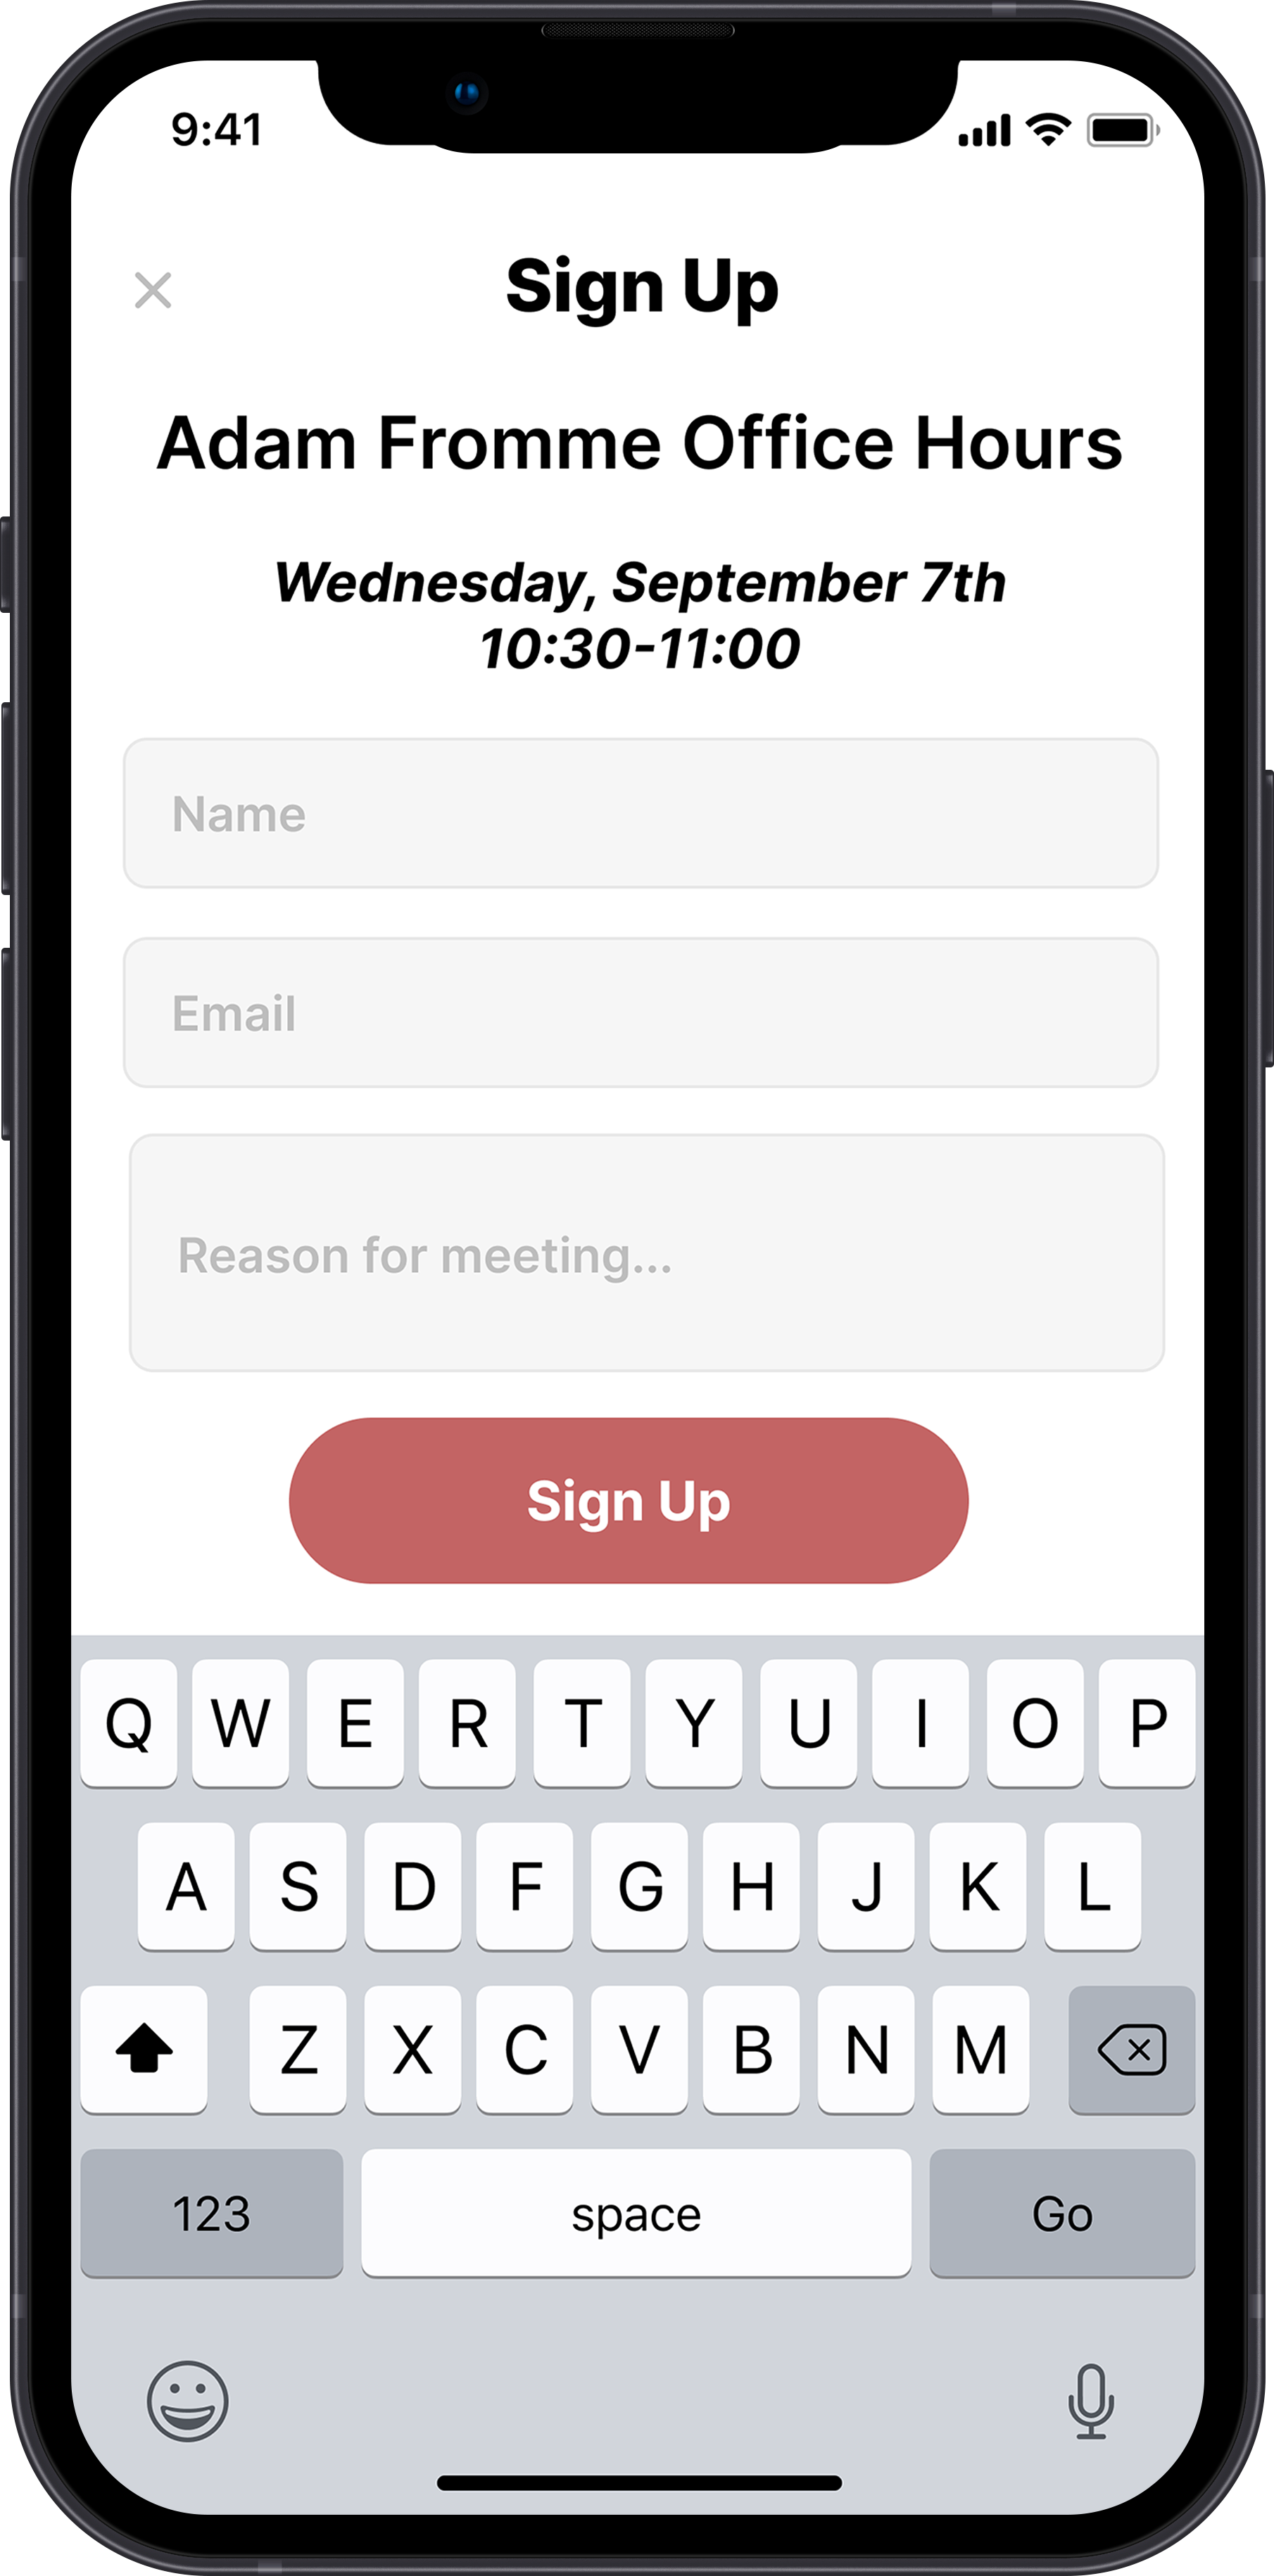 9:41
Sign Up
Adam Fromme Office Hours
Wednesday, September 7th
10:30-11:00
Name
Email
Reason for meeting...
Sign Up
Q W E R T Y U I O P
A S D F G H J K L
Z X C V B N M
123 space Go